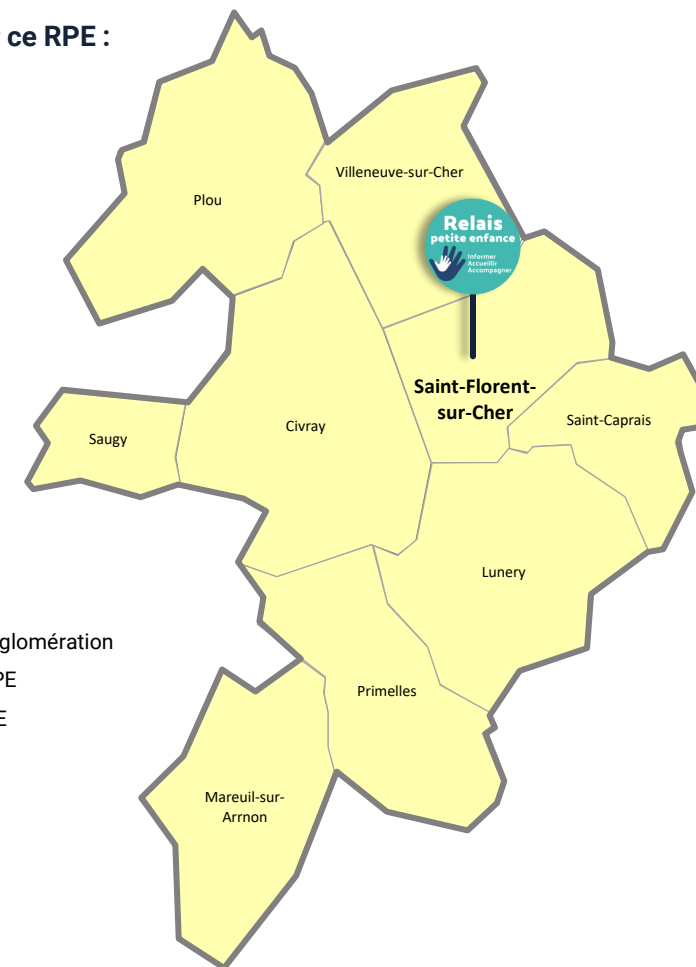 ce RPE :
Villeneuve-sur-Cher
Plou
Relais
petite enfance
Informer
Accueillir
Accompagner
Saint-Florent-
sur-Cher
Saint-Caprais
Civray
Saugy
Lunery
glomération
PE
E
Primelles
Mareuil-sur-
Arrnon